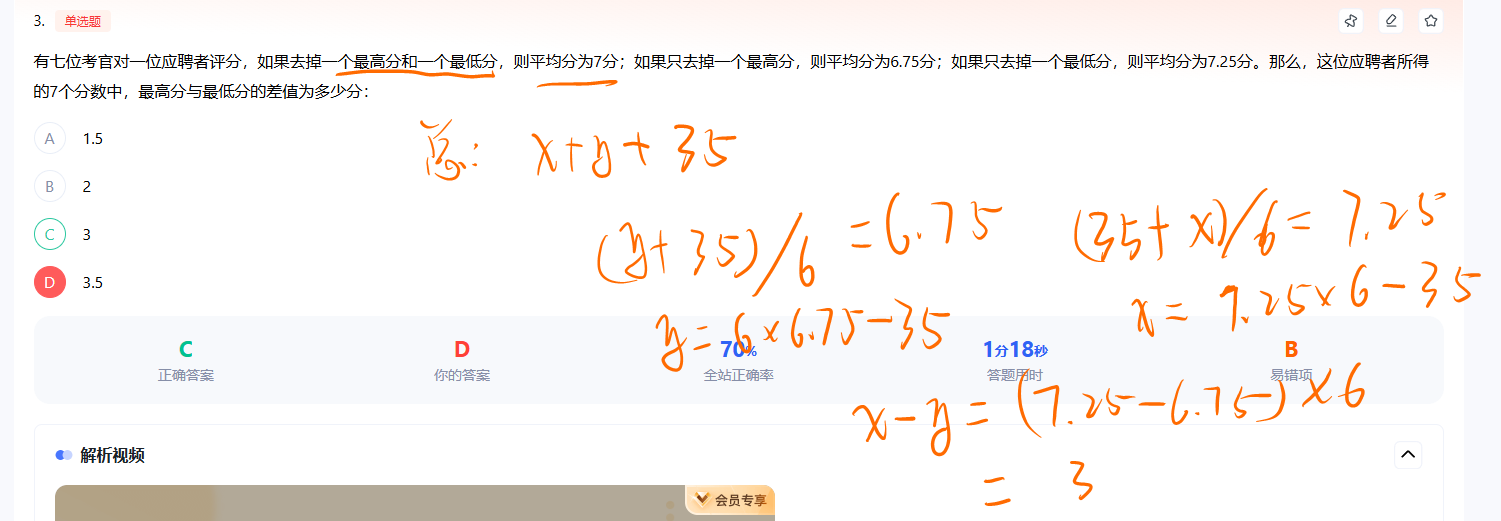 3. 单选题
有七位考官对一位应聘者评分，如果去掉一个最高分和一个最低分，则平均分为7分；如果只去掉一个最高分，则平均分为6.75分；如果只去掉一个最低分，则平均分为7.25分。那么，这位应聘者所得
的7个分数中，最高分与最低分的差值为多少分：
A 1.5
B 2
C 3
D 3.5
总: x+y+35
(y+35)/6=6.75
(35+x)/6=7.25
y=6×6.75-35
x=7.25×6-35
x-y=(7.25-6.75)×6
=3
C D 70% 1分18秒 B
正确答案 你的答案 全站正确率 答题用时 易错项
解析视频
会员专享